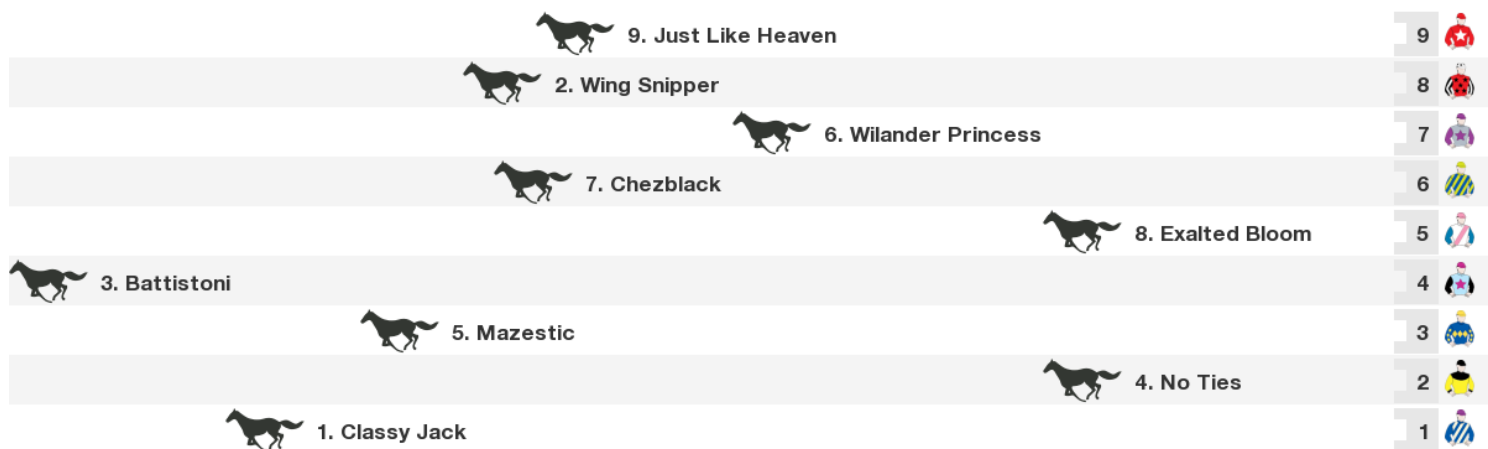 9. Just Like Heaven 9
2. Wing Snipper 8
6. Wilander Princess 7
7. Chezblack 6
8. Exalted Bloom 5
3. Battistoni 4
5. Mazestic 3
4. No Ties 2
1. Classy Jack 1